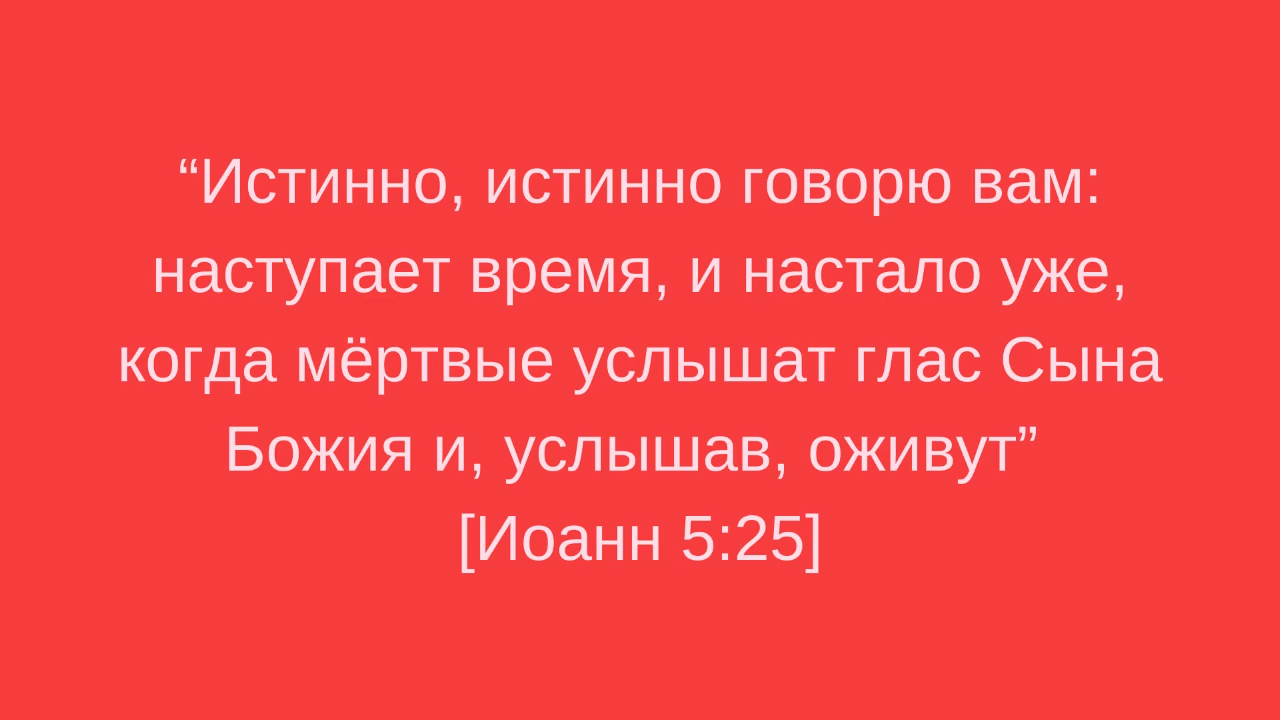 “Истинно, истинно говорю вам:
наступает время, и настало уже,
когда мёртвые услышат глас Сына
Божия и, услышав, оживут”
[Иоанн 5:25]